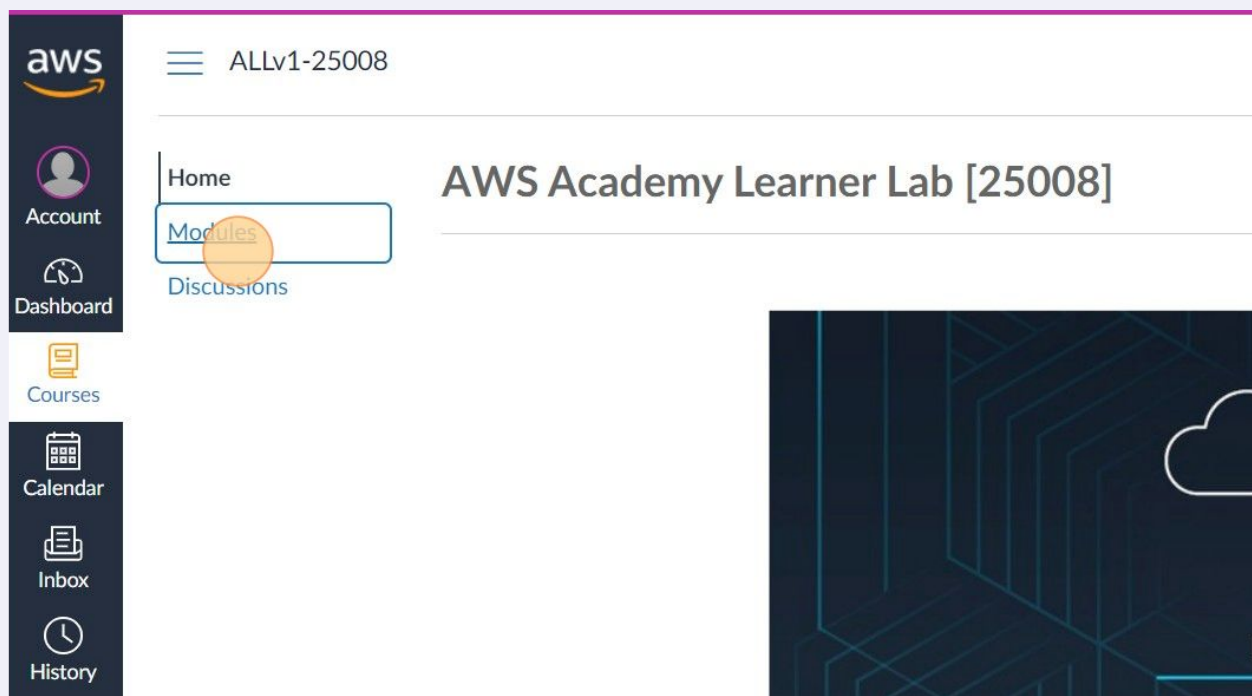 aws
ALLv1-25008
Account
Dashboard
Courses
Calendar
Inbox
History
Home
Modules
Discussions
AWS Academy Learner Lab [25008]